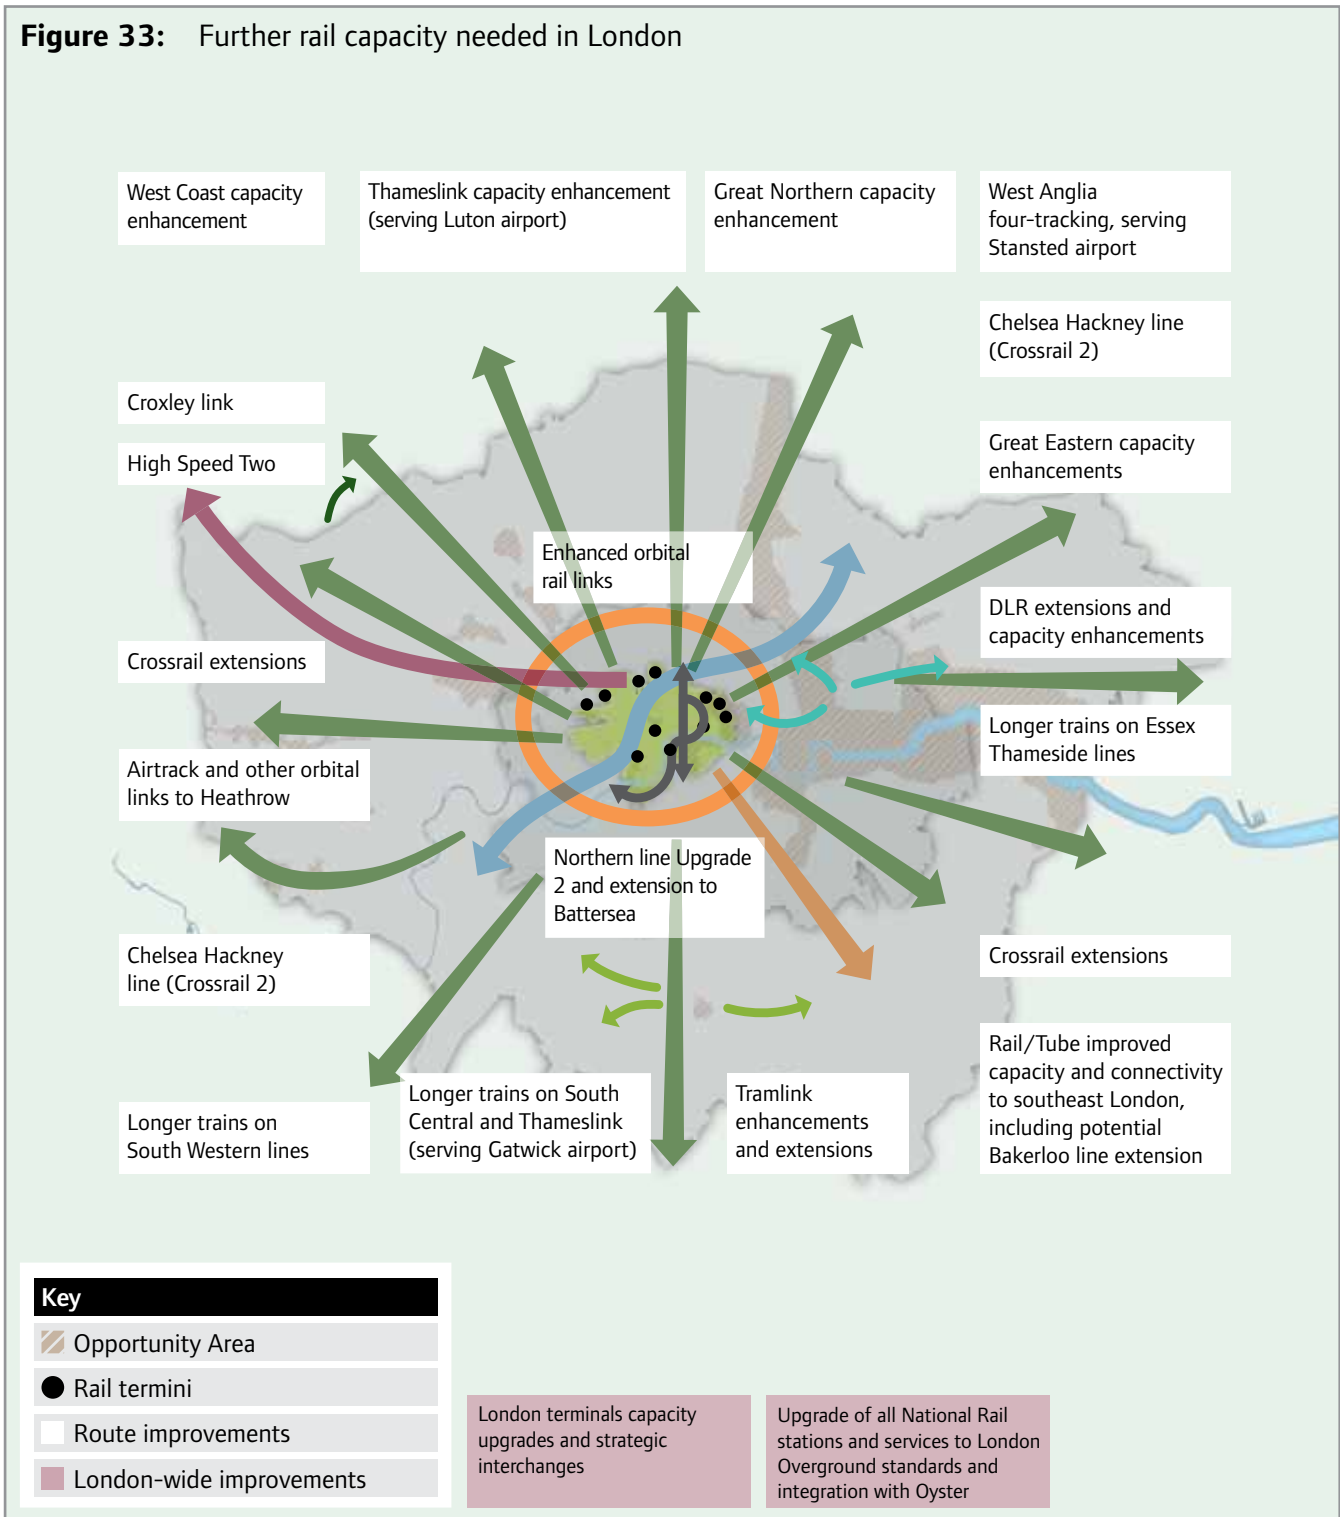 Figure 33: Further rail capacity needed in London
West Coast capacity
enhancement
Thameslink capacity enhancement
(serving Luton airport)
Great Northern capacity
enhancement
West Anglia
four-tracking, serving
Stansted airport
Chelsea Hackney line
(Crossrail 2)
Croxley link
High Speed Two
Great Eastern capacity
enhancements
Enhanced orbital
rail links
DLR extensions and
capacity enhancements
Crossrail extensions
Longer trains on Essex
Thameside lines
Airtrack and other orbital
links to Heathrow
Northern line Upgrade
2 and extension to
Battersea
Chelsea Hackney
line (Crossrail 2)
Crossrail extensions
Longer trains on
South Western lines
Longer trains on South
Central and Thameslink
(serving Gatwick airport)
Tramlink
enhancements
and extensions
Rail/Tube improved
capacity and connectivity
to southeast London,
including potential
Bakerloo line extension
Key
Opportunity Area
Rail termini
Route improvements
London-wide improvements
London terminals capacity
upgrades and strategic
interchanges
Upgrade of all National Rail
stations and services to London
Overground standards and
integration with Oyster